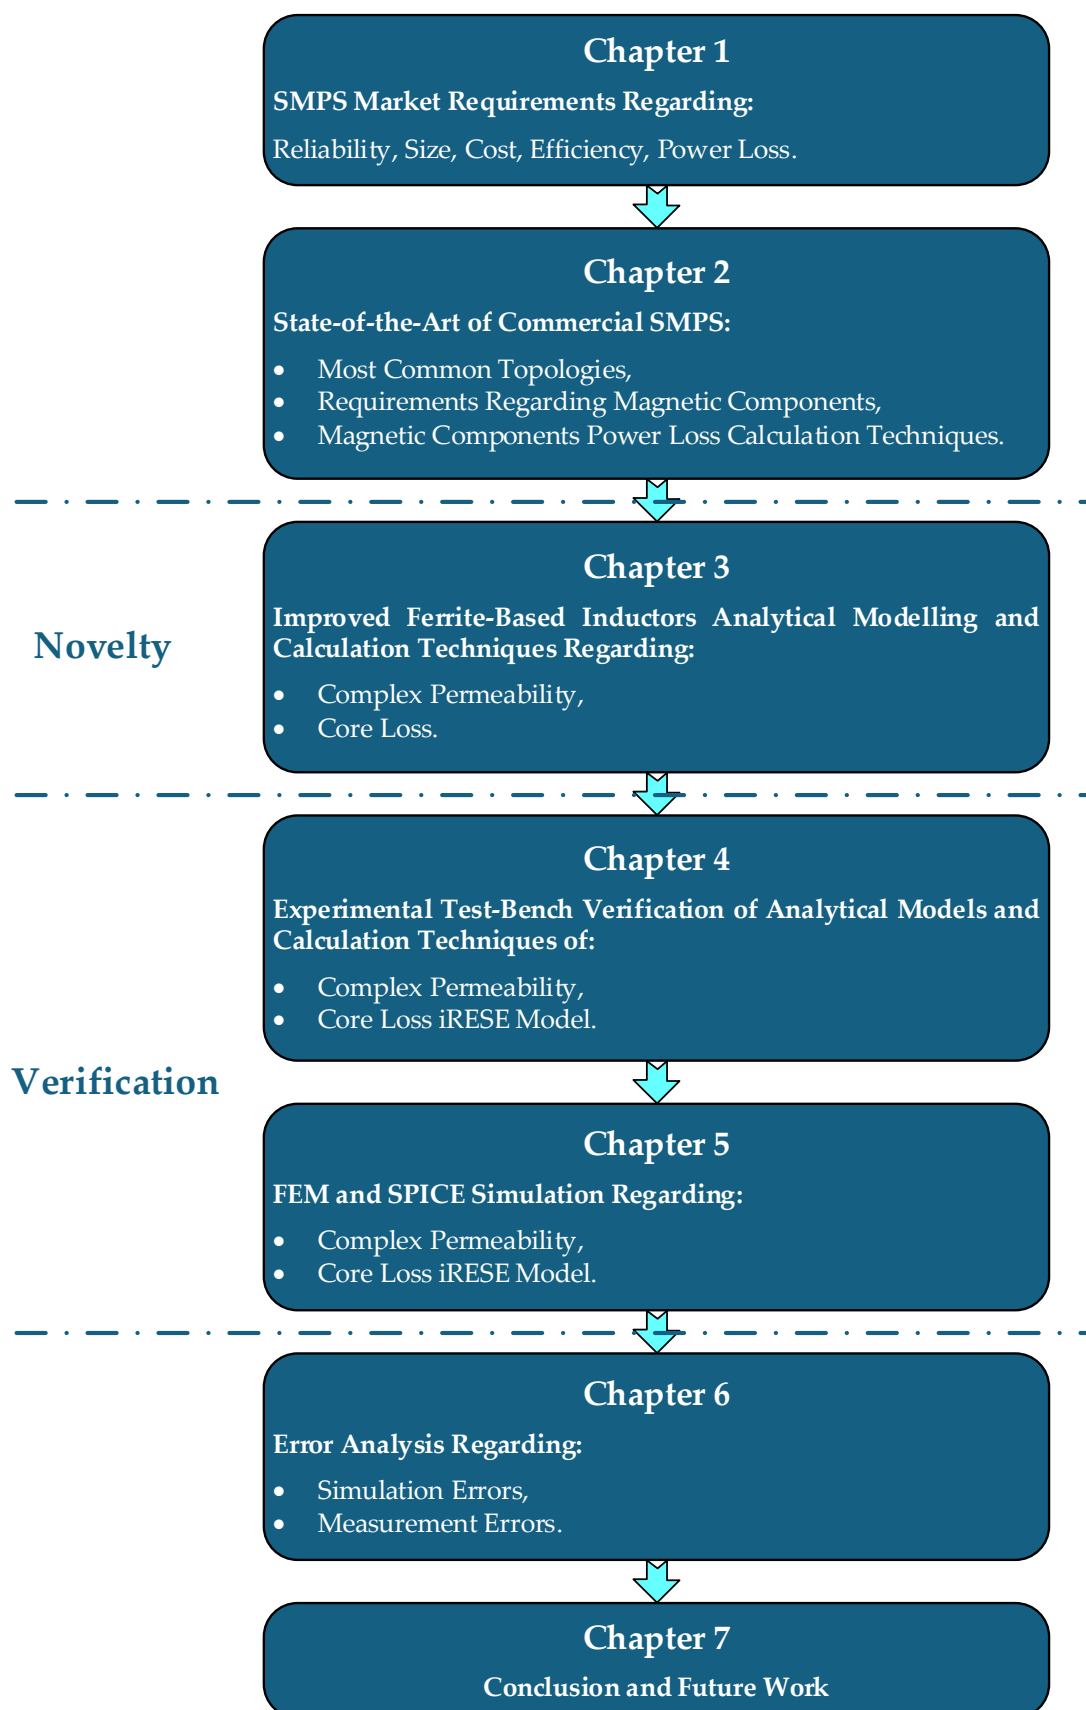 Chapter 1
SMPS Market Requirements Regarding:
Reliability, Size, Cost, Efficiency, Power Loss.
Chapter 2
State-of-the-Art of Commercial SMPS:
• Most Common Topologies,
• Requirements Regarding Magnetic Components,
• Magnetic Components Power Loss Calculation Techniques.
Novelty
Chapter 3
Improved Ferrite-Based Inductors Analytical Modelling and
Calculation Techniques Regarding:
• Complex Permeability,
• Core Loss.
Verification
Chapter 4
Experimental Test-Bench Verification of Analytical Models and
Calculation Techniques of:
• Complex Permeability,
• Core Loss iRESE Model.
Chapter 5
FEM and SPICE Simulation Regarding:
• Complex Permeability,
• Core Loss iRESE Model.
Chapter 6
Error Analysis Regarding:
• Simulation Errors,
• Measurement Errors.
Chapter 7
Conclusion and Future Work